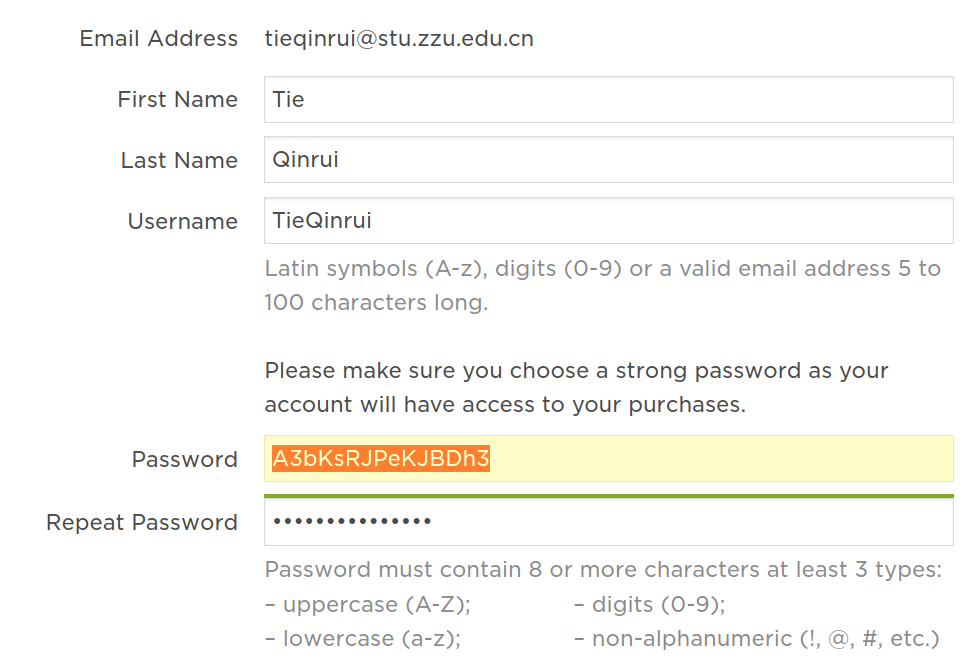 Email Address tieqinrui@stu.zzu.edu.cn
First Name Tie
Last Name Qinrui
Username TieQinrui
Latin symbols (A-z), digits (0-9) or a valid email address 5 to
100 characters long.
Please make sure you choose a strong password as your
account will have access to your purchases.
Password A3bKsRJPeKJBDh3
Repeat Password •••••••••••••••
Password must contain 8 or more characters at least 3 types:
– uppercase (A-Z); – digits (0-9);
– lowercase (a-z); – non-alphanumeric (!, @, #, etc.)